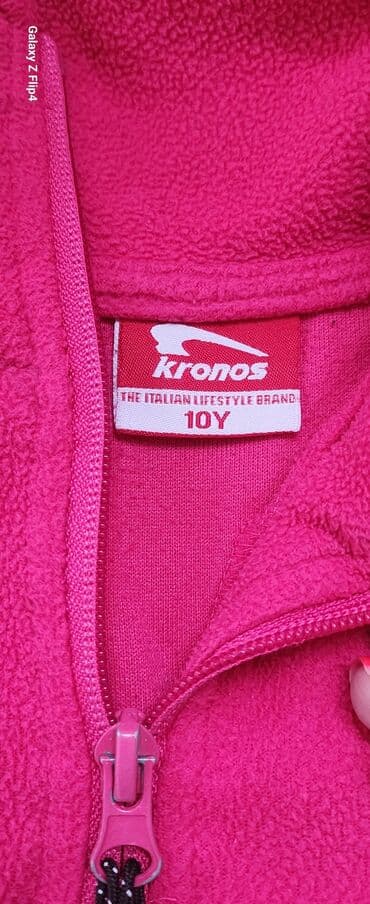 Galaxy Z Flip4
kronos
THE ITALIAN LIFESTYLE BRAND
10Y